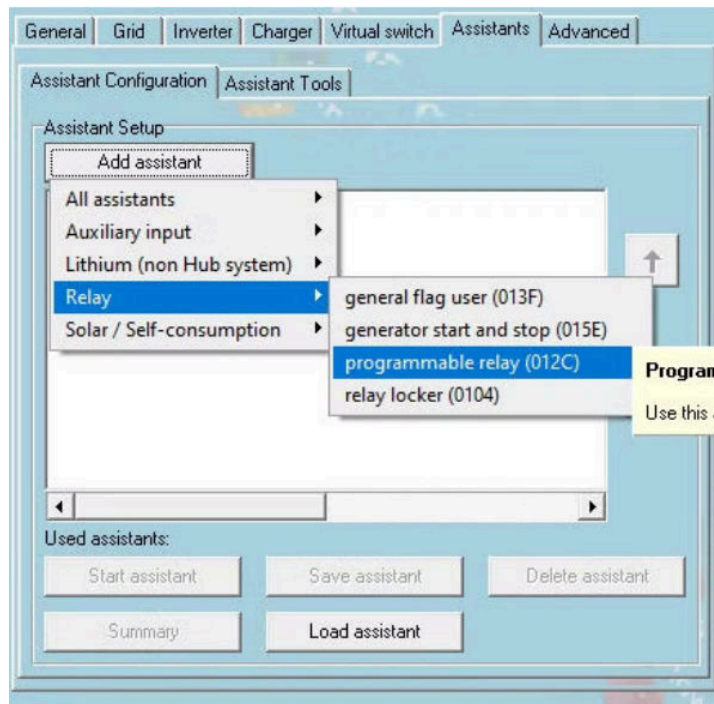 General Grid Inverter Charger Virtual switch Assistants Advanced
Assistant Configuration Assistant Tools
Assistant Setup
Add assistant
All assistants
Auxiliary input
Lithium (non Hub system)
Relay
Solar / Self-consumption
general flag user (013F)
generator start and stop (015E)
programmable relay (012C)
relay locker (0104)
Program
Use this
Used assistants:
Start assistant Save assistant Delete assistant
Summary Load assistant